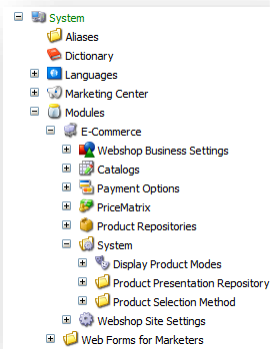 System
Aliases
Dictionary
Languages
Marketing Center
Modules
E-Commerce
Webshop Business Settings
Catalogs
Payment Options
PriceMatrix
Product Repositories
System
Display Product Modes
Product Presentation Repository
Product Selection Method
Webshop Site Settings
Web Forms for Marketers